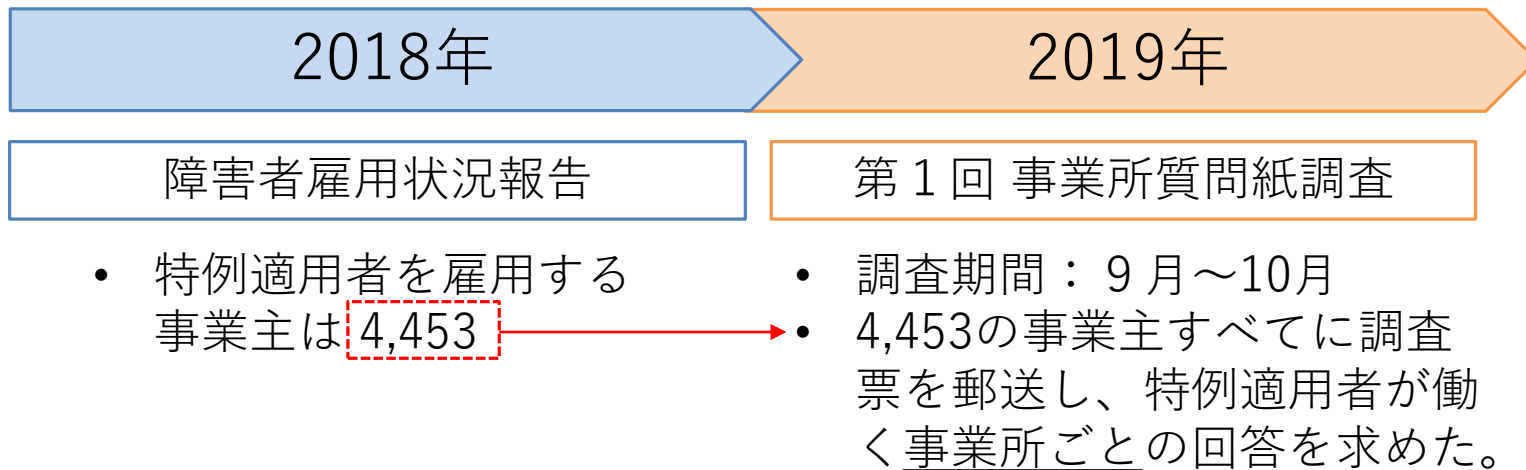 2018年
2019年
障害者雇用状況報告
第１回 事業所質問紙調査
• 特例適用者を雇用する
事業主は 4,453
• 調査期間：９月～10月
• 4,453の事業主すべてに調査
票を郵送し、特例適用者が働
く事業所ごとの回答を求めた。